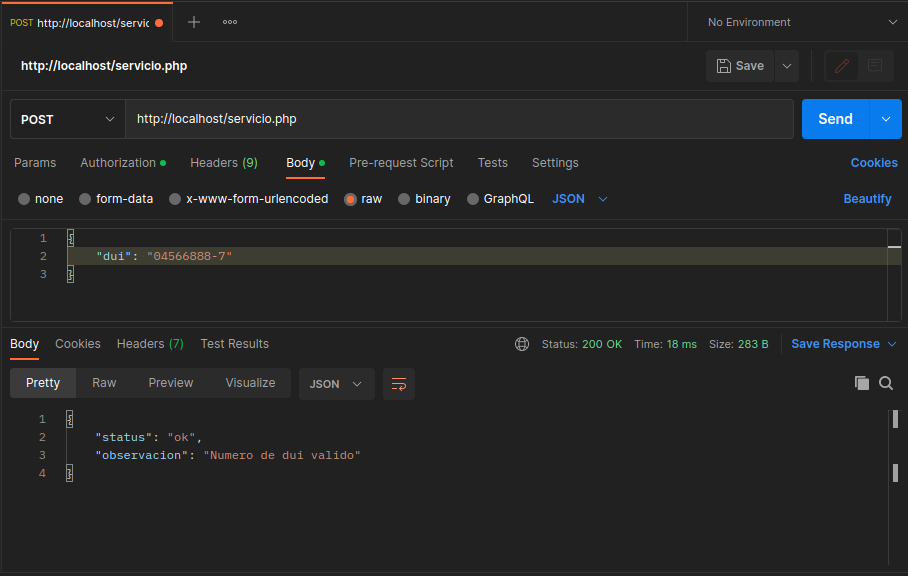 POST http://localhost/servic
No Environment
http://localhost/servicio.php
Save
POST
http://localhost/servicio.php
Send
Params Authorization Headers (9) Body Pre-request Script Tests Settings Cookies
none form-data x-www-form-urlencoded raw binary GraphQL JSON Beautify
1 {
2 "dui": "04566888-7"
3 }
Body Cookies Headers (7) Test Results Status: 200 OK Time: 18 ms Size: 283 B Save Response
Pretty Raw Preview Visualize JSON
1 {
2 "status": "ok",
3 "observacion": "Numero de dui valido"
4 }